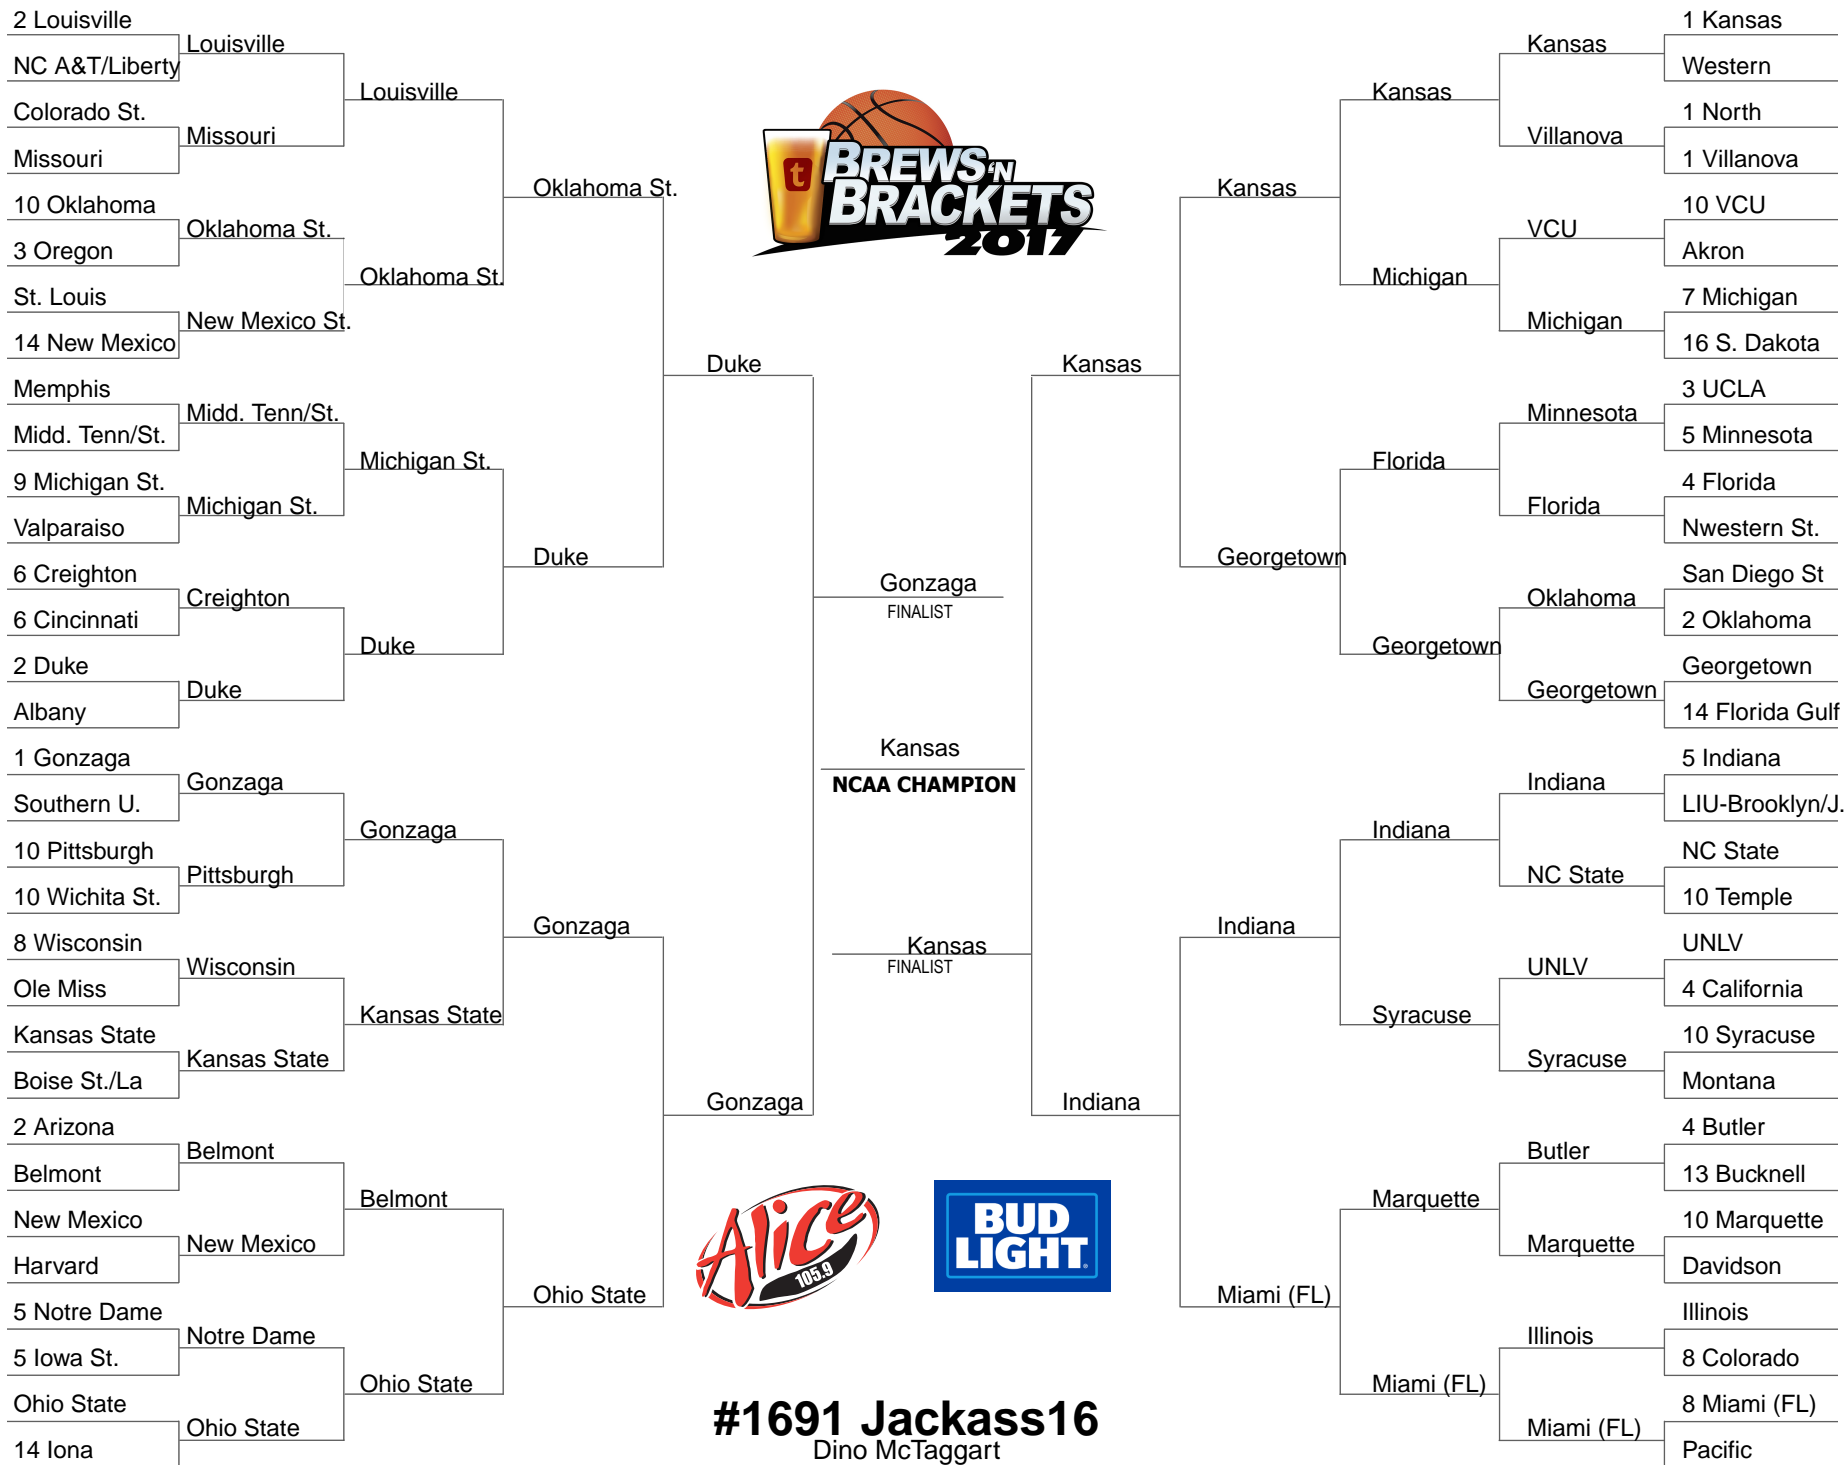 2 Louisville
NC A&T/Liberty
Colorado St.
Missouri
10 Oklahoma
3 Oregon
St. Louis
14 New Mexico
Memphis
Midd. Tenn/St.
9 Michigan St.
Valparaiso
6 Creighton
6 Cincinnati
2 Duke
Albany
1 Gonzaga
Southern U.
10 Pittsburgh
10 Wichita St.
8 Wisconsin
Ole Miss
Kansas State
Boise St./La
2 Arizona
Belmont
New Mexico
Harvard
5 Notre Dame
5 Iowa St.
Ohio State
14 Iona
Louisville
Missouri
Oklahoma St.
New Mexico St.
Midd. Tenn/St.
Michigan St.
Creighton
Duke
Gonzaga
Pittsburgh
Wisconsin
Kansas State
Belmont
New Mexico
Notre Dame
Ohio State
Louisville
Oklahoma St.
Michigan St.
Duke
Gonzaga
Kansas State
Belmont
Ohio State
Oklahoma St.
Duke
Gonzaga
Ohio State
Duke
Gonzaga
t
BREWS 'N
BRACKETS
2017
Gonzaga
FINALIST
Kansas
NCAA CHAMPION
Kansas
FINALIST
Alice
105.9
BUD
LIGHT
#1691 Jackass16
Dino McTaggart
Kansas
Indiana
Kansas
Georgetown
Indiana
Miami (FL)
Kansas
Michigan
Florida
Georgetown
Indiana
Syracuse
Marquette
Miami (FL)
Kansas
Villanova
VCU
Michigan
Minnesota
Florida
Oklahoma
Georgetown
Indiana
NC State
UNLV
Syracuse
Butler
Marquette
Illinois
Miami (FL)
1 Kansas
Western
1 North
1 Villanova
10 VCU
Akron
7 Michigan
16 S. Dakota
3 UCLA
5 Minnesota
4 Florida
Nwestern St.
San Diego St
2 Oklahoma
Georgetown
14 Florida Gulf
5 Indiana
LIU-Brooklyn/J.
NC State
10 Temple
UNLV
4 California
10 Syracuse
Montana
4 Butler
13 Bucknell
10 Marquette
Davidson
Illinois
8 Colorado
8 Miami (FL)
Pacific